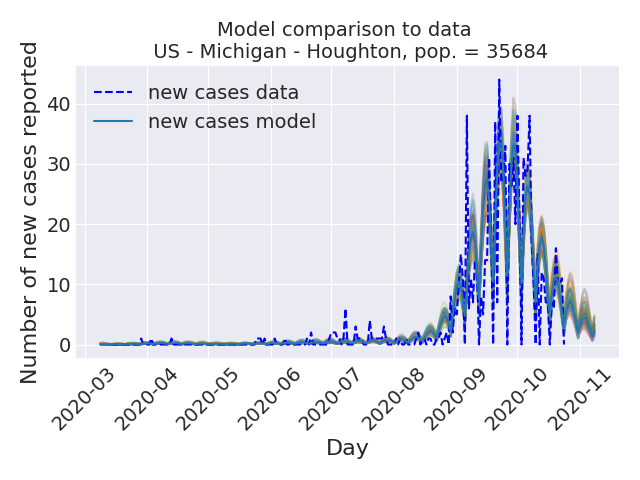 Model comparison to data
US - Michigan - Houghton, pop. = 35684
Number of new cases reported
40
30
20
10
0
new cases data
new cases model
2020-03
2020-04
2020-05
2020-06
2020-07
2020-08
2020-09
2020-10
2020-11
Day